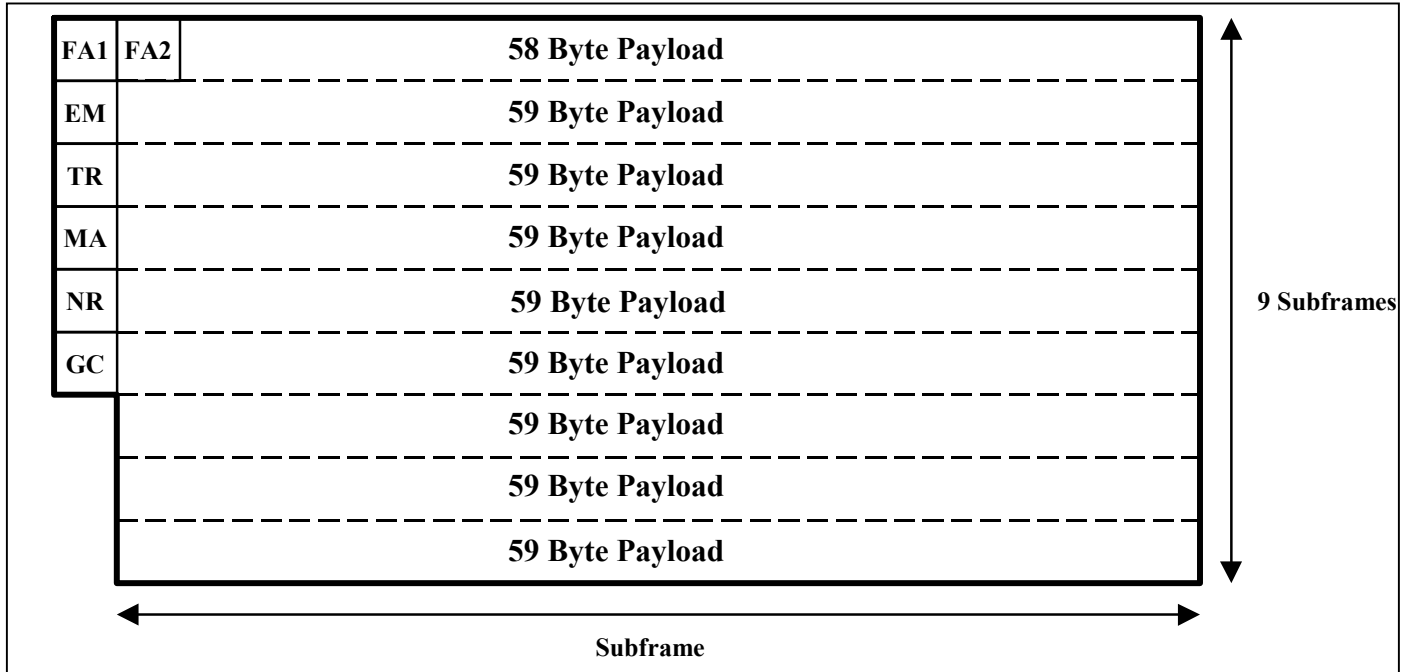 FA1 FA2 58 Byte Payload
EM 59 Byte Payload
TR 59 Byte Payload
MA 59 Byte Payload
NR 59 Byte Payload
9 Subframes
GC 59 Byte Payload
59 Byte Payload
59 Byte Payload
59 Byte Payload
Subframe